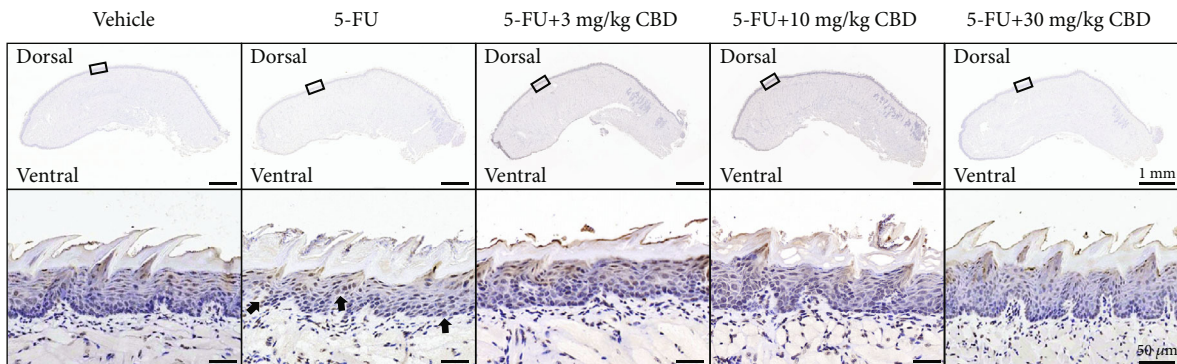 Vehicle 5-FU 5-FU+3 mg/kg CBD 5-FU+10 mg/kg CBD 5-FU+30 mg/kg CBD
Dorsal Dorsal Dorsal Dorsal Dorsal
Ventral Ventral Ventral Ventral Ventral 1 mm
50 μm